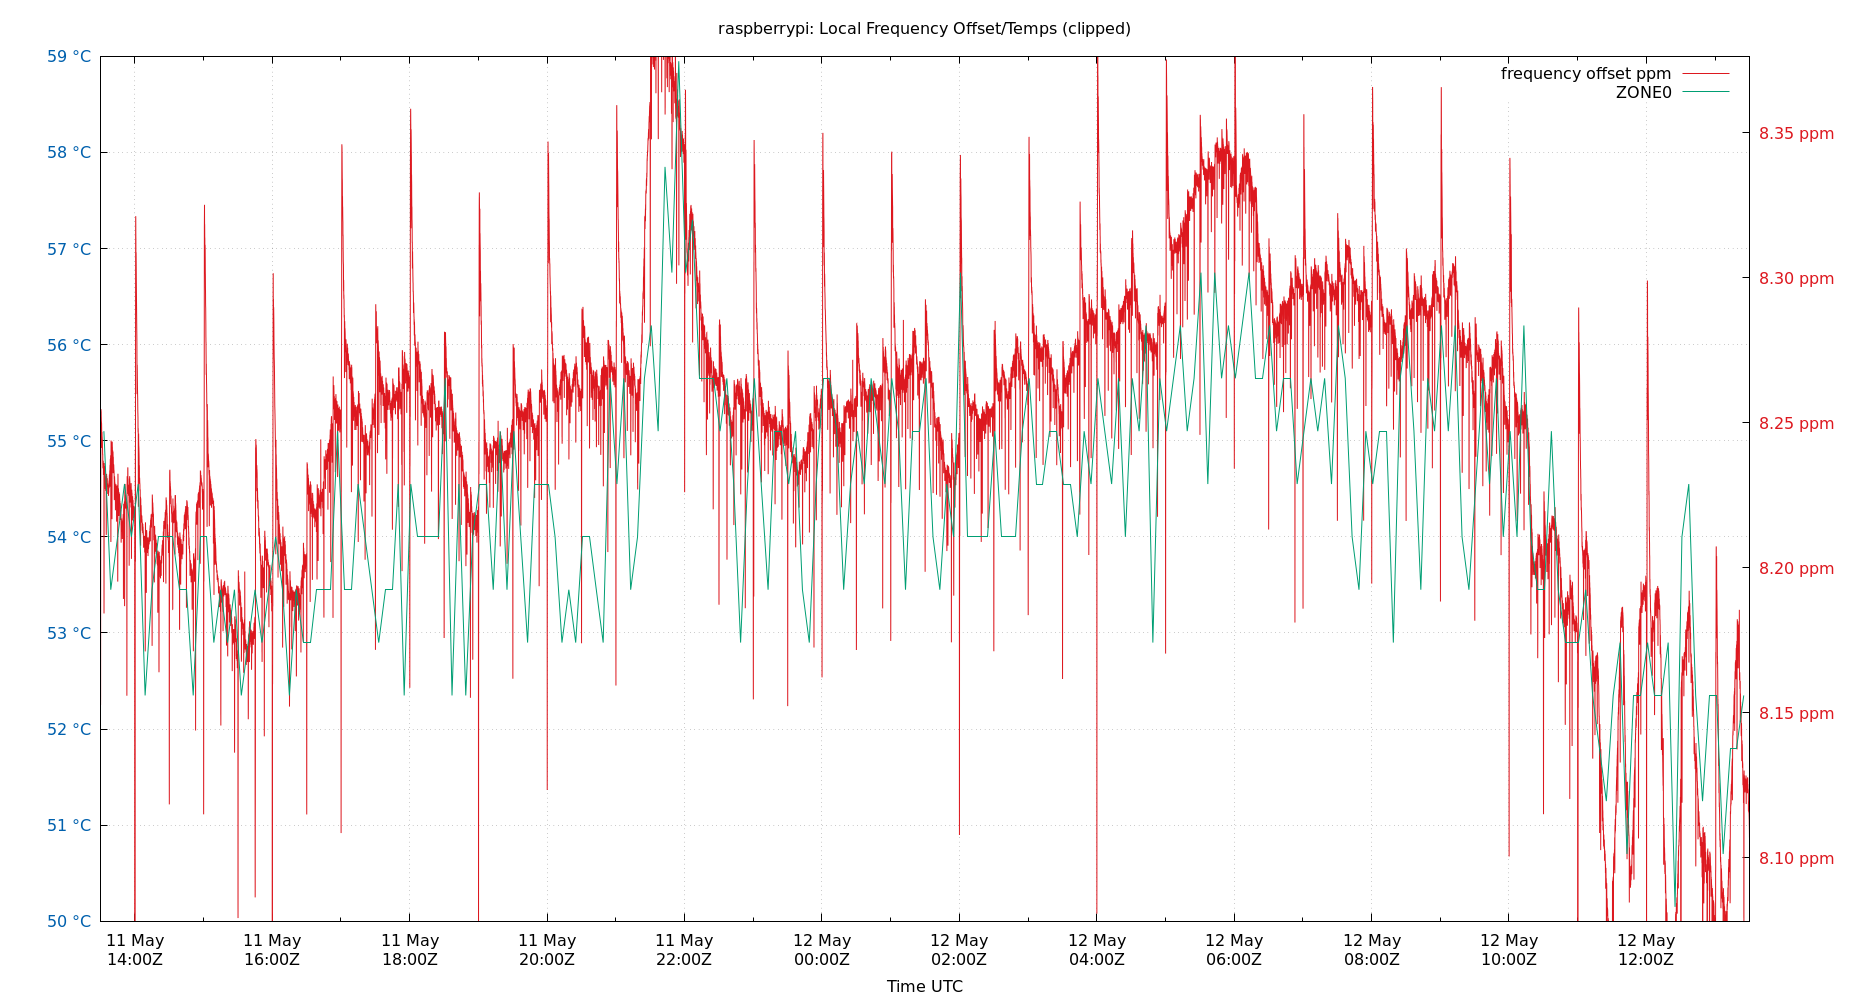 raspberrypi: Local Frequency Offset/Temps (clipped)
frequency offset ppm
ZONE0
59 °C
58 °C
57 °C
56 °C
55 °C
54 °C
53 °C
52 °C
51 °C
50 °C
8.35 ppm
8.30 ppm
8.25 ppm
8.20 ppm
8.15 ppm
8.10 ppm
11 May
14:00Z
11 May
16:00Z
11 May
18:00Z
11 May
20:00Z
11 May
22:00Z
12 May
00:00Z
12 May
02:00Z
12 May
04:00Z
12 May
06:00Z
12 May
08:00Z
12 May
10:00Z
12 May
12:00Z
Time UTC